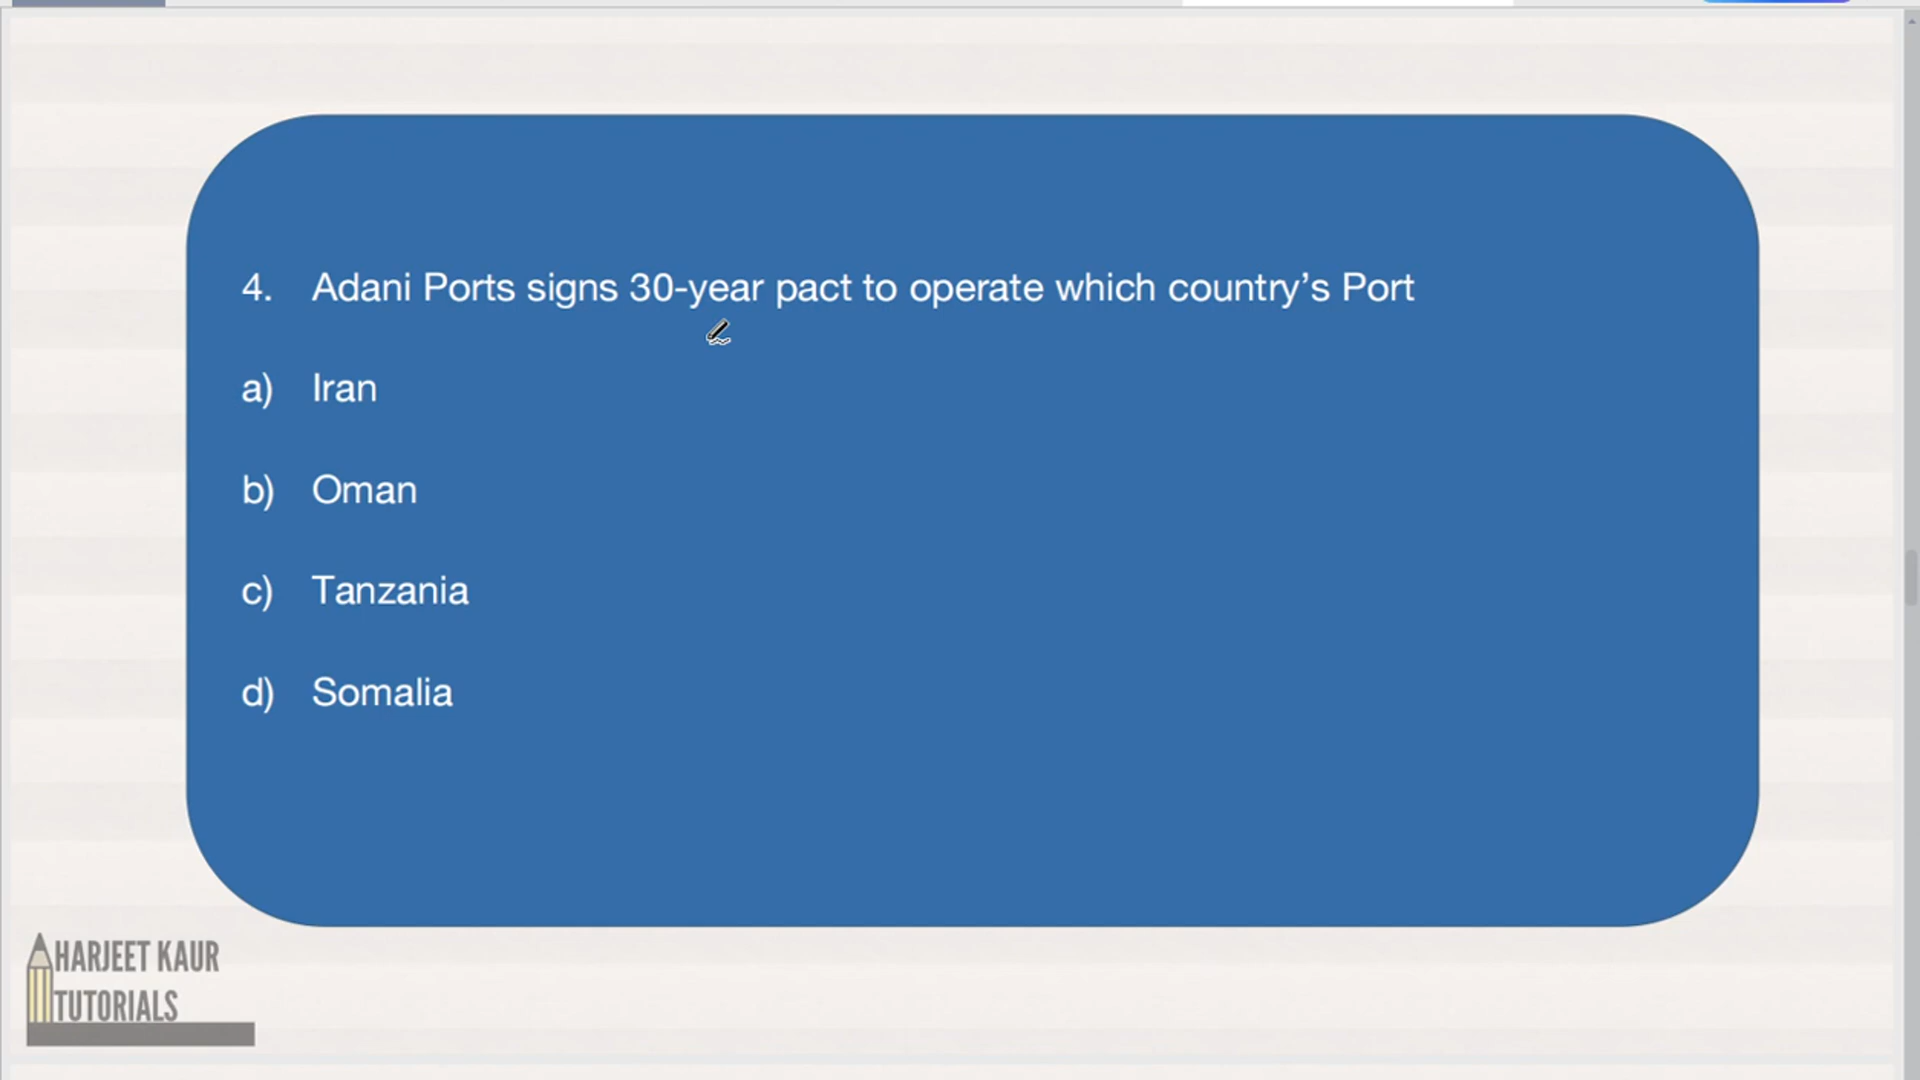 4. Adani Ports signs 30-year pact to operate which country’s Port
a) Iran
b) Oman
c) Tanzania
d) Somalia
HARJEET KAUR
TUTORIALS